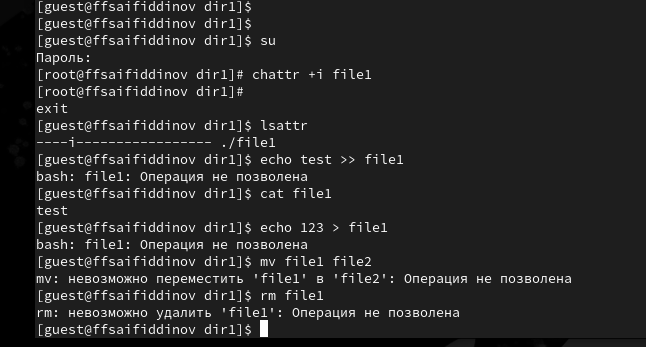 [guest@ffsaifiddinov dir1]$
[guest@ffsaifiddinov dir1]$
[guest@ffsaifiddinov dir1]$ su
Пароль:
[root@ffsaifiddinov dir1]# chattr +i file1
[root@ffsaifiddinov dir1]#
exit
[guest@ffsaifiddinov dir1]$ lsattr
----i----------------- ./file1
[guest@ffsaifiddinov dir1]$ echo test >> file1
bash: file1: Операция не позволена
[guest@ffsaifiddinov dir1]$ cat file1
test
[guest@ffsaifiddinov dir1]$ echo 123 > file1
bash: file1: Операция не позволена
[guest@ffsaifiddinov dir1]$ mv file1 file2
mv: невозможно переместить 'file1' в 'file2': Операция не позволена
[guest@ffsaifiddinov dir1]$ rm file1
rm: невозможно удалить 'file1': Операция не позволена
[guest@ffsaifiddinov dir1]$